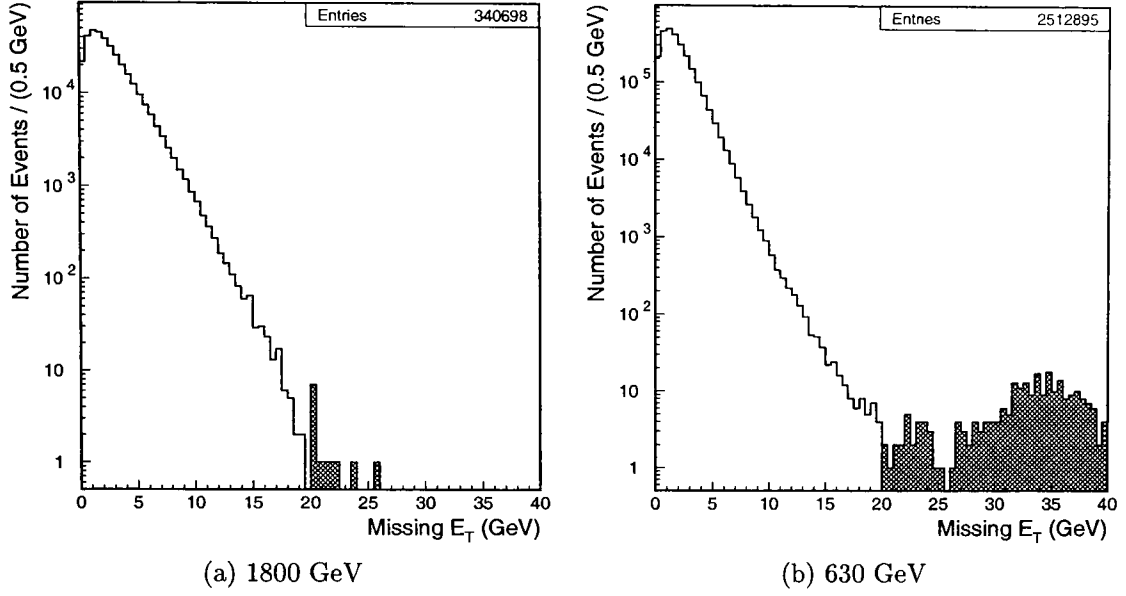 Entries 340698
Number of Events / (0.5 GeV)
10^4
10^3
10^2
10
1
0 5 10 15 20 25 30 35 40
Missing E_T (GeV)
(a) 1800 GeV
Entries 2512895
Number of Events / (0.5 GeV)
10^5
10^4
10^3
10^2
10
1
0 5 10 15 20 25 30 35 40
Missing E_T (GeV)
(b) 630 GeV